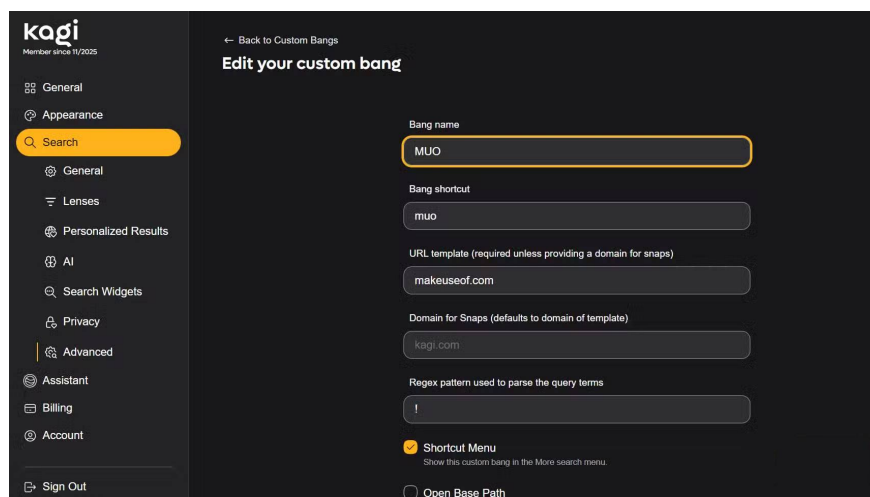 kagi
Member since 11/2025
General
Appearance
Search
General
Lenses
Personalized Results
AI
Search Widgets
Privacy
Advanced
Assistant
Billing
Account
Sign Out
← Back to Custom Bangs
Edit your custom bang
Bang name
MUO
Bang shortcut
muo
URL template (required unless providing a domain for snaps)
makeuseof.com
Domain for Snaps (defaults to domain of template)
kagi.com
Regex pattern used to parse the query terms
!
Shortcut Menu
Show this custom bang in the More search menu.
Open Base Path